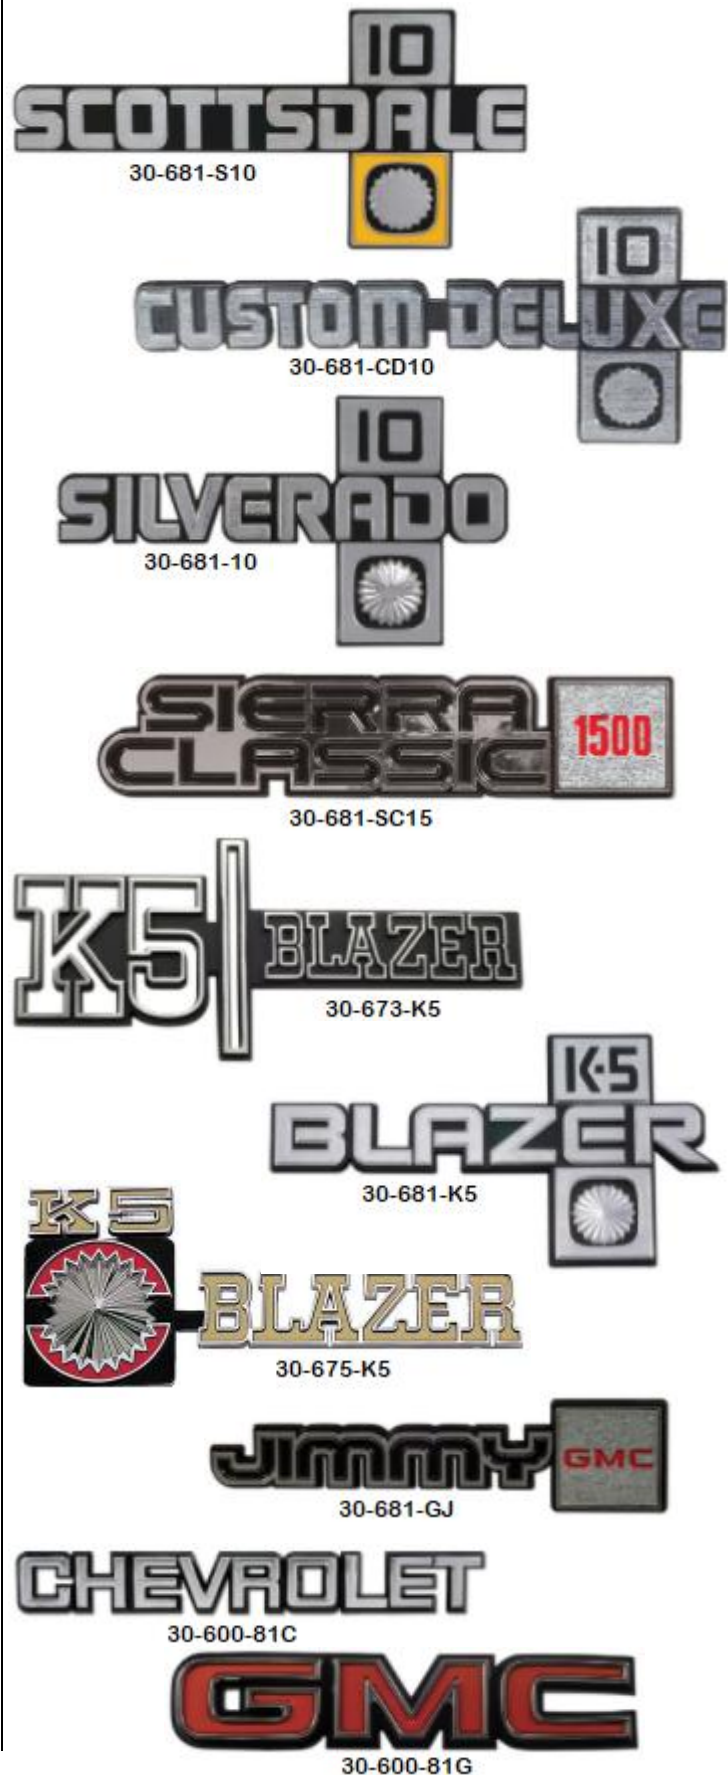 10
SCOTTSDALE
30-681-S10
10
CUSTOM-DELUXE
30-681-CD10
10
SILVERADO
30-681-10
SIERRA
CLASSIC
1500
30-681-SC15
K5 BLAZER
30-673-K5
K-5
BLAZER
30-681-K5
K5
BLAZER
30-675-K5
JIMMY GMC
30-681-GJ
CHEVROLET
30-600-81C
GMC
30-600-81G